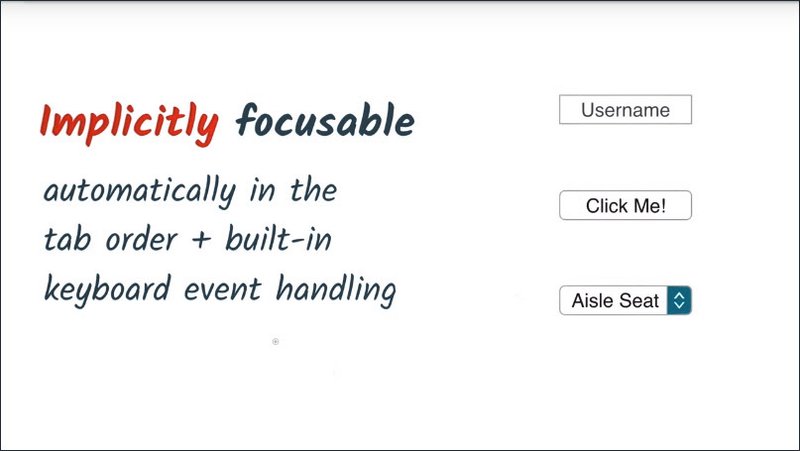 Implicitly focusable
automatically in the
tab order + built-in
keyboard event handling
Username
Click Me!
Aisle Seat